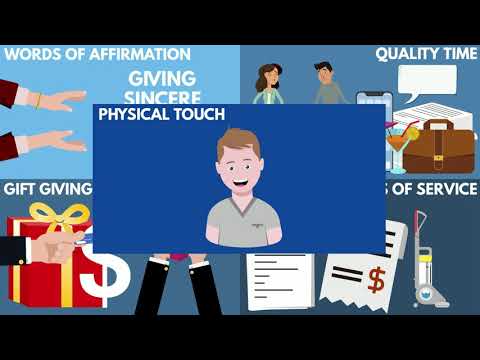 WORDS OF AFFIRMATION
QUALITY TIME
GIVING
SINCERE
PHYSICAL TOUCH
GIFT GIVING
S OF SERVICE
$
$